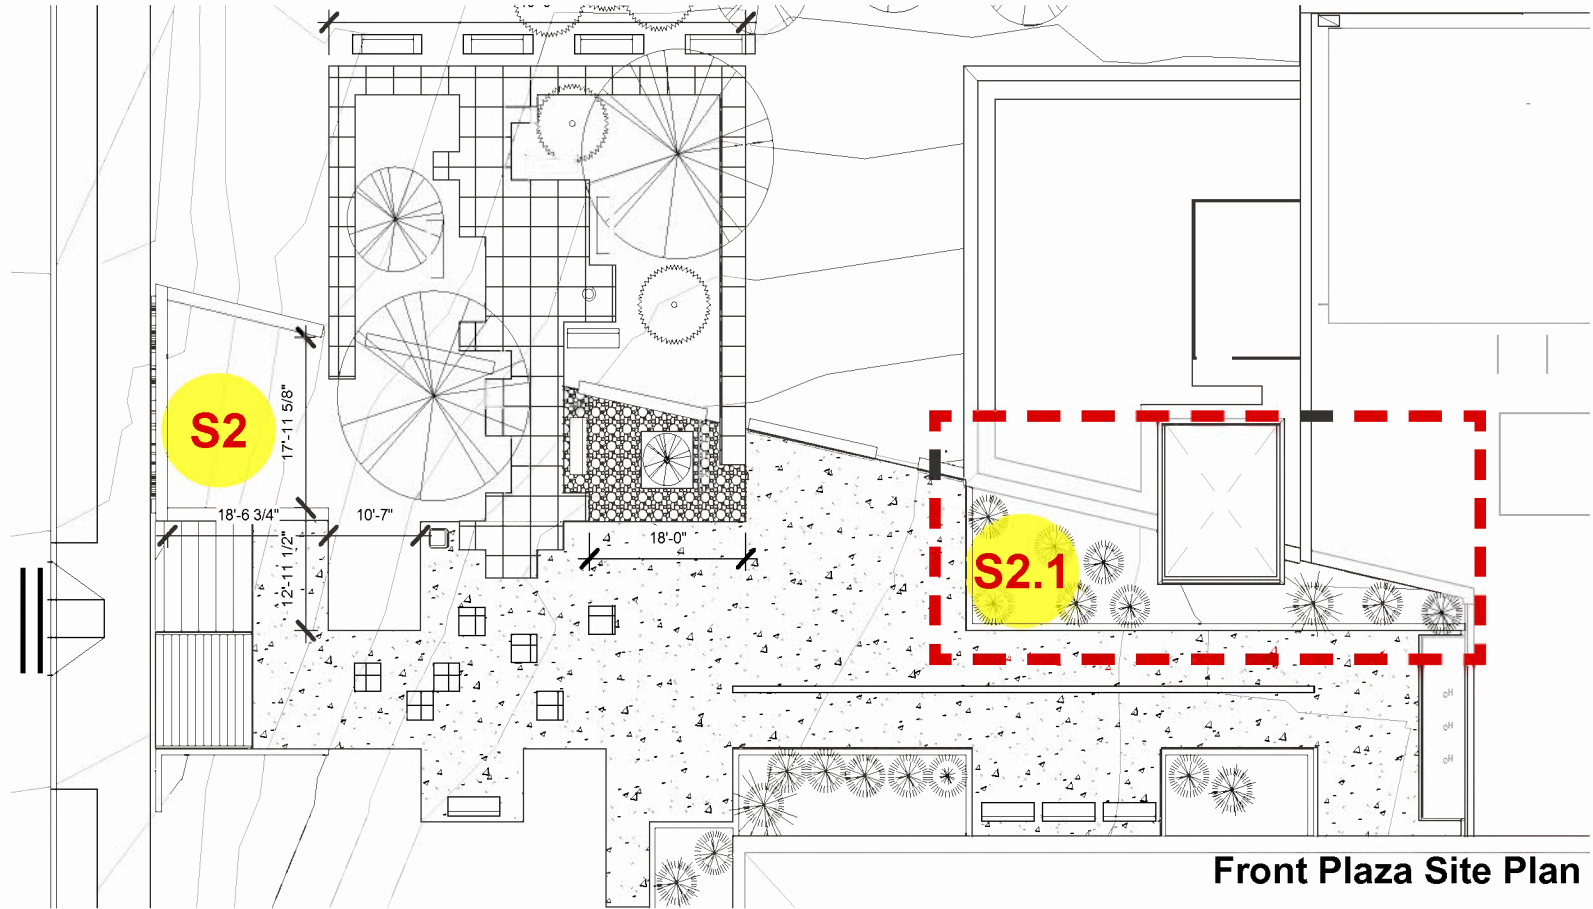 S2
17'-11 5/8"
18'-6 3/4"
10'-7"
12'-11 1/2"
18'-0"
S2.1
Front Plaza Site Plan